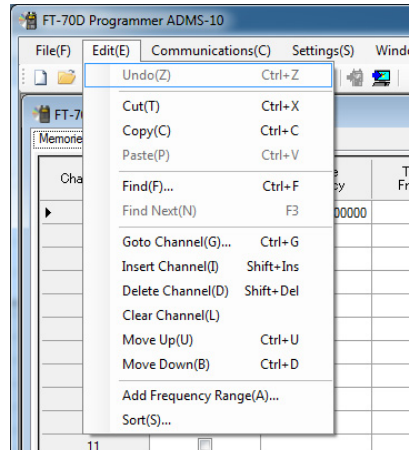 FT-70D Programmer ADMS-10
File(F) Edit(E) Communications(C) Settings(S)
Undo(Z) Ctrl+Z
Cut(T) Ctrl+X
Copy(C) Ctrl+C
Paste(P) Ctrl+V
Find(F)... Ctrl+F
Find Next(N) F3
Goto Channel(G)... Ctrl+G
Insert Channel(I) Shift+Ins
Delete Channel(D) Shift+Del
Clear Channel(L)
Move Up(U) Ctrl+U
Move Down(B) Ctrl+D
Add Frequency Range(A)...
Sort(S)...
11